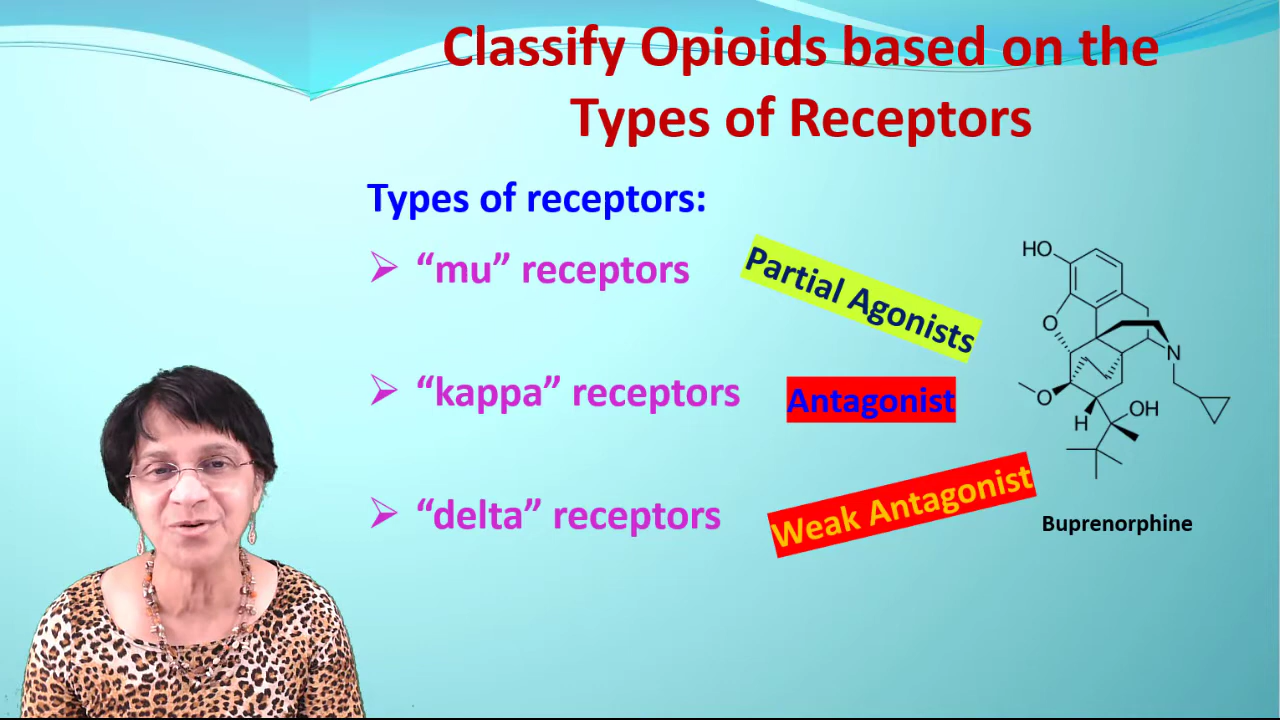 Classify Opioids based on the
Types of Receptors
Types of receptors:
“mu” receptors
Partial Agonists
“kappa” receptors
Antagonist
“delta” receptors
Weak Antagonist
HO
O
N
O
H
OH
Buprenorphine